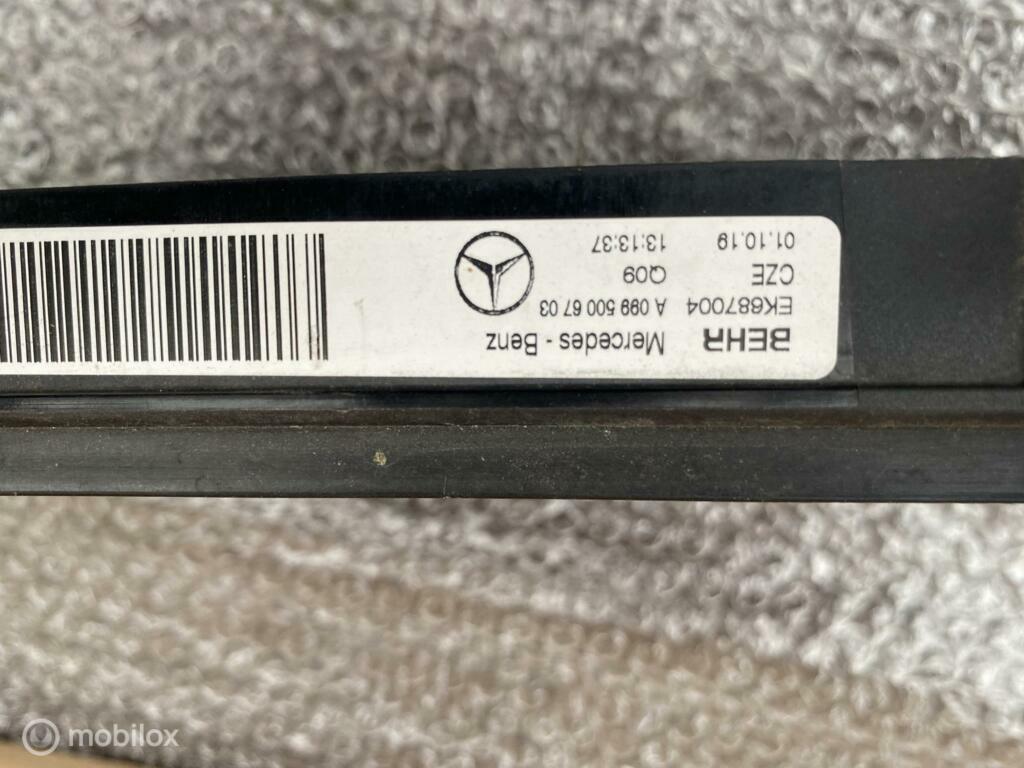 BEHR Mercedes - Benz
EK687004 A 099 500 67 03
CZE Q09
01.10.19 13:13:37
mobilox